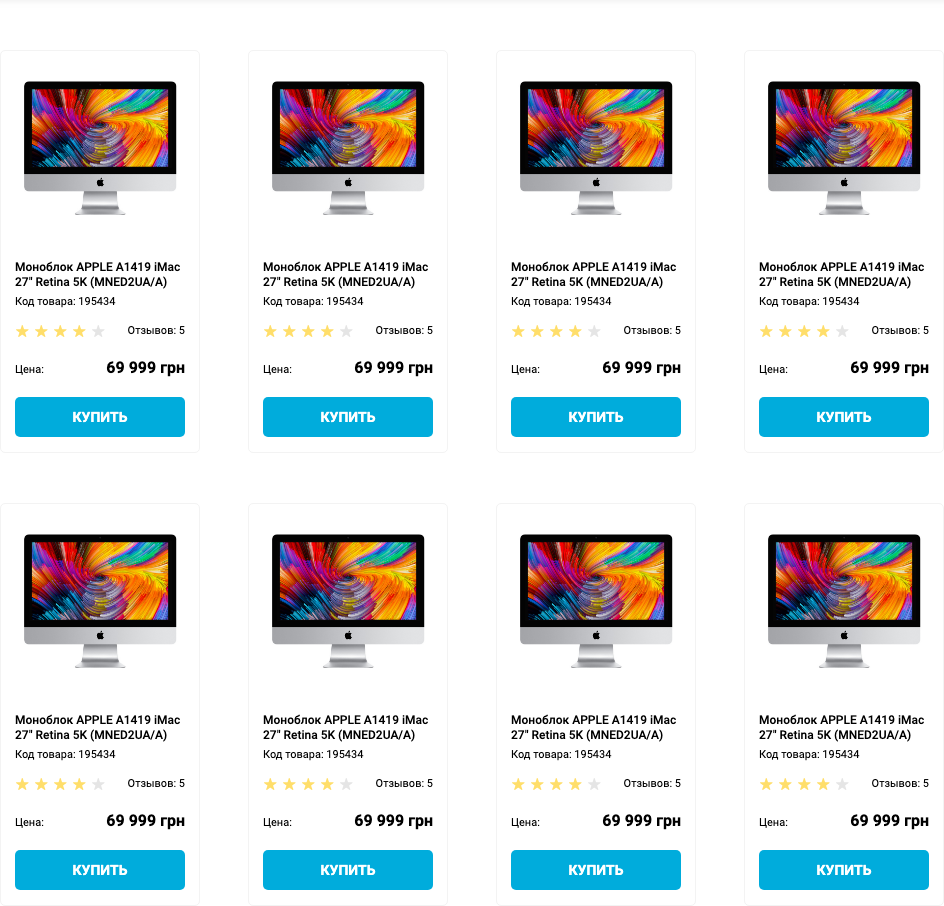 Моноблок APPLE A1419 iMac
27" Retina 5K (MNED2UA/A)
Код товара: 195434
Отзывов: 5
Цена: 69 999 грн
КУПИТЬ
Моноблок APPLE A1419 iMac
27" Retina 5K (MNED2UA/A)
Код товара: 195434
Отзывов: 5
Цена: 69 999 грн
КУПИТЬ
Моноблок APPLE A1419 iMac
27" Retina 5K (MNED2UA/A)
Код товара: 195434
Отзывов: 5
Цена: 69 999 грн
КУПИТЬ
Моноблок APPLE A1419 iMac
27" Retina 5K (MNED2UA/A)
Код товара: 195434
Отзывов: 5
Цена: 69 999 грн
КУПИТЬ
Моноблок APPLE A1419 iMac
27" Retina 5K (MNED2UA/A)
Код товара: 195434
Отзывов: 5
Цена: 69 999 грн
КУПИТЬ
Моноблок APPLE A1419 iMac
27" Retina 5K (MNED2UA/A)
Код товара: 195434
Отзывов: 5
Цена: 69 999 грн
КУПИТЬ
Моноблок APPLE A1419 iMac
27" Retina 5K (MNED2UA/A)
Код товара: 195434
Отзывов: 5
Цена: 69 999 грн
КУПИТЬ
Моноблок APPLE A1419 iMac
27" Retina 5K (MNED2UA/A)
Код товара: 195434
Отзывов: 5
Цена: 69 999 грн
КУПИТЬ